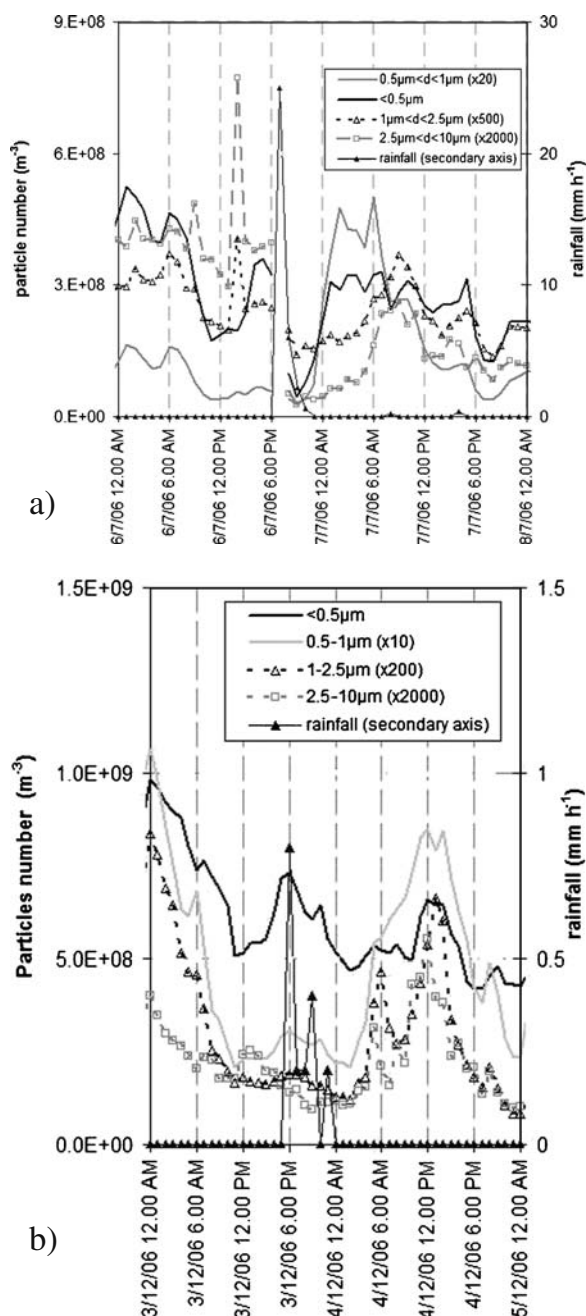 a)
9.E+08
6.E+08
3.E+08
0.E+00
particle number (m-3)
30
20
10
0
rainfall (mm h-1)
0.5µm<d<1µm (x20)
<0.5µm
1µm<d<2.5µm (x500)
2.5µm<d<10µm (x2000)
rainfall (secondary axis)
6/7/06 12.00 AM
6/7/06 6.00 AM
6/7/06 12.00 PM
6/7/06 6.00 PM
7/7/06 12.00 AM
7/7/06 6.00 AM
7/7/06 12.00 PM
7/7/06 6.00 PM
8/7/06 12.00 AM
b)
1.5E+09
1.0E+09
5.0E+08
0.0E+00
Particles number (m-3)
1.5
1
0.5
0
rainfall (mm h-1)
<0.5µm
0.5-1µm (x10)
1-2.5µm (x200)
2.5-10µm (x2000)
rainfall (secondary axis)
3/12/06 12.00 AM
3/12/06 6.00 AM
3/12/06 12.00 PM
3/12/06 6.00 PM
4/12/06 12.00 AM
4/12/06 6.00 AM
4/12/06 12.00 PM
4/12/06 6.00 PM
5/12/06 12.00 AM